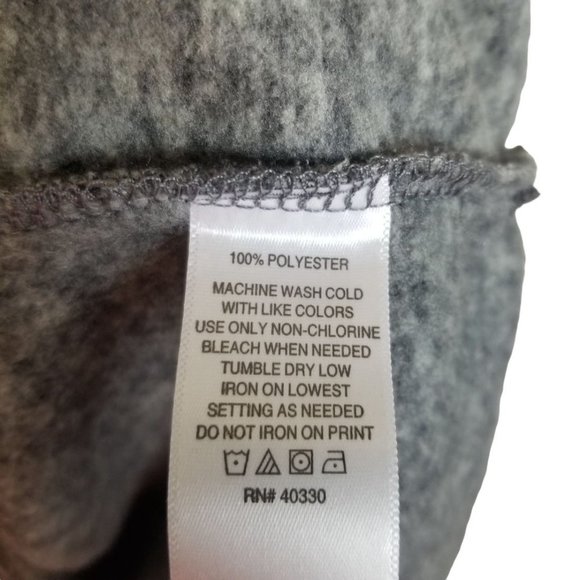 100% POLYESTER
MACHINE WASH COLD
WITH LIKE COLORS
USE ONLY NON-CHLORINE
BLEACH WHEN NEEDED
TUMBLE DRY LOW
IRON ON LOWEST
SETTING AS NEEDED
DO NOT IRON ON PRINT
RN# 40330